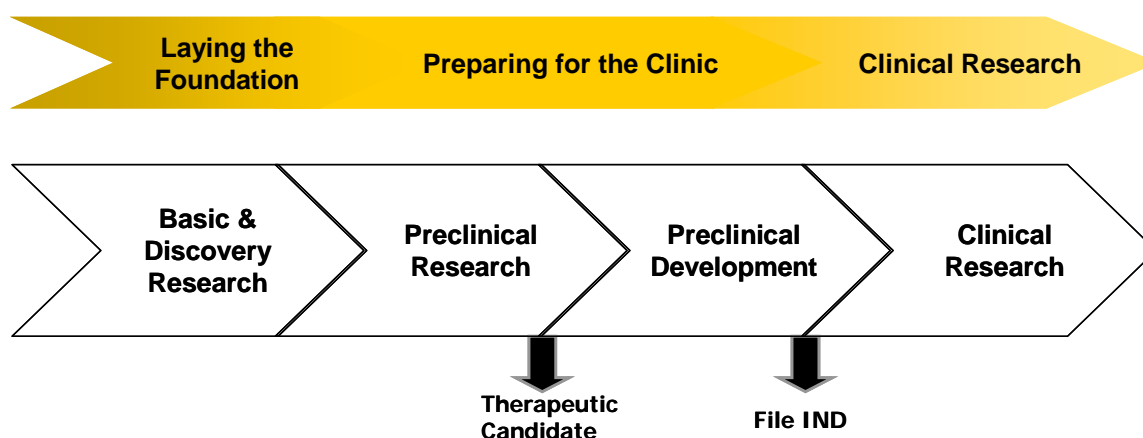 Laying the
Foundation
Preparing for the Clinic
Clinical Research
Basic &
Discovery
Research
Preclinical
Research
Preclinical
Development
Clinical
Research
Therapeutic
Candidate
File IND